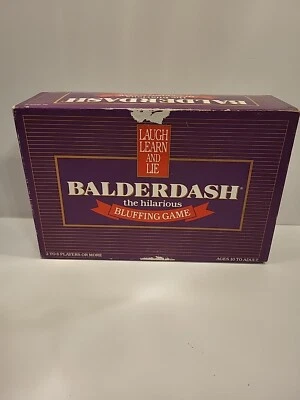 BALDERDASH
LAUGH
LEARN
AND
LIE
BALDERDASH®
the hilarious
BLUFFING GAME
2 TO 6 PLAYERS OR MORE
AGES 10 TO ADULT